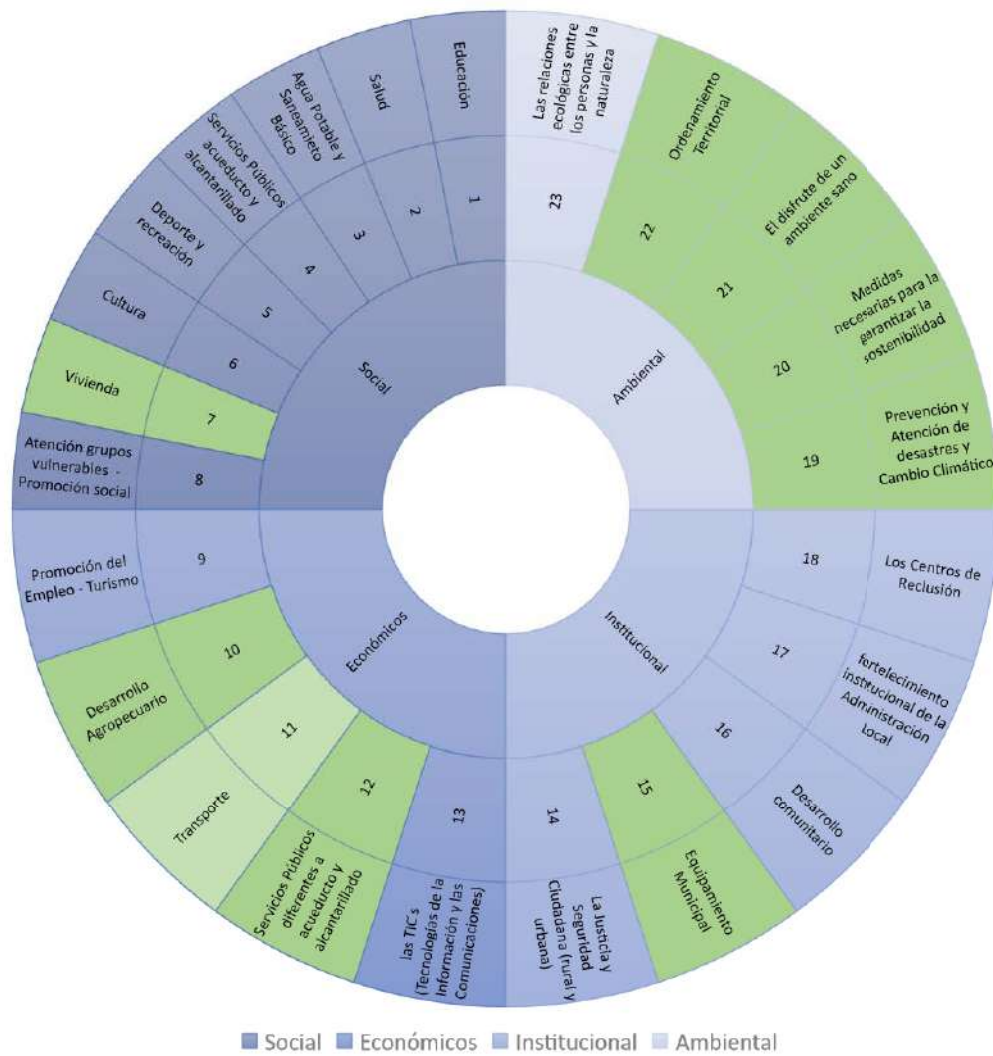 Educación
1
Salud
2
Agua Potable y
Saneamieto
Básico
3
Servicios Públicos
acueducto y
alcantarillado
4
Deporte y
recreación
5
Cultura
6
Vivienda
7
Atención grupos
vulnerables -
Promoción social
8
Social
Promoción del
Empleo - Turismo
9
Desarrollo
Agropecuario
10
Transporte
11
Servicios Públicos
diferentes a
acueducto y
alcantarillado
12
las TIC's
(Tecnologías de la
Información y las
Comunicaciones)
13
Económicos
La Justicia y
Seguridad
Ciudadana (rural y
urbana)
14
Equipamiento
Municipal
15
Desarrollo
comunitario
16
fertelecimiento
institucional de la
Administración
Local
17
Los Centros de
Reclusión
18
Institucional
Prevención y
Atención de
desastres y
Cambio Climático
19
Medidas
necesarias para la
garantizar la
sostenibilidad
20
El disfrute de un
ambiente sano
21
Ordenamiento
Territorial
22
Las relaciones
ecológicas entre
los personas y la
naturaleza
23
Ambiental
Social Económicos Institucional Ambiental